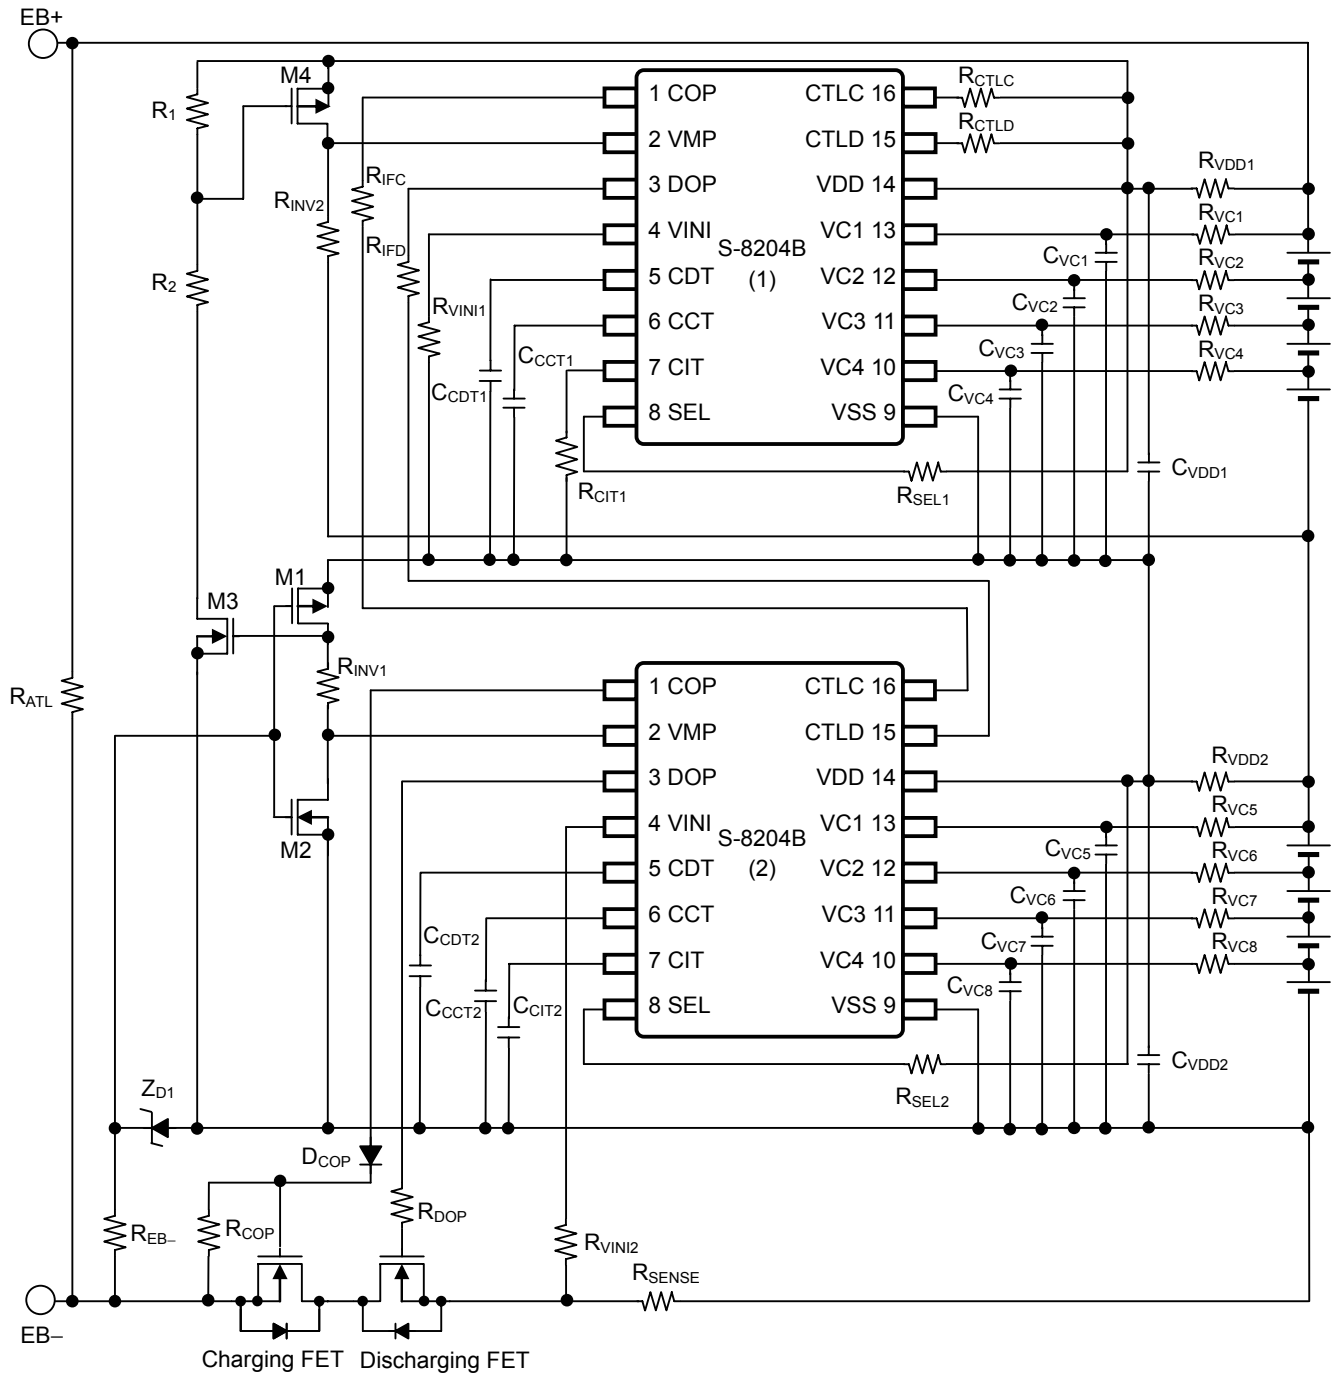 EB+
M4
R1
1 COP
CTLC 16
RCTLC
2 VMP
CTLD 15
RCTLD
RIFC
3 DOP
VDD 14
RVDD1
RINV2
4 VINI
VC1 13
RVC1
RIFD
S-8204B
(1)
CVC1
R2
5 CDT
VC2 12
RVC2
RVINI1
CVC2
6 CCT
VC3 11
RVC3
CCCT1
CVC3
7 CIT
VC4 10
RVC4
CCDT1
CVC4
8 SEL
VSS 9
CVDD1
RCIT1
RSEL1
M1
M3
RINV1
RATL
1 COP
CTLC 16
2 VMP
CTLD 15
3 DOP
VDD 14
RVDD2
4 VINI
VC1 13
RVC5
M2
S-8204B
(2)
CVC5
5 CDT
VC2 12
RVC6
CVC6
6 CCT
VC3 11
RVC7
CCDT2
CVC7
7 CIT
VC4 10
RVC8
CVC8
8 SEL
VSS 9
CCCT2
CCIT2
CVDD2
ZD1
RSEL2
DCOP
REB–
RCOP
RDOP
RVINI2
RSENSE
EB–
Charging FET
Discharging FET